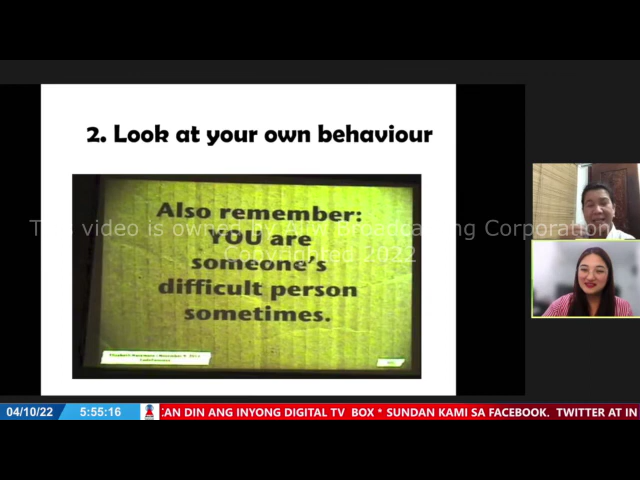 2. Look at your own behaviour
Also remember:
YOU are
someone's
difficult person
sometimes.
This video is owned by Aliw Broadcasting Corporation
Copyrighted 2022
04/10/22
5:55:16
CAN DIN ANG INYONG DIGITAL TV BOX * SUNDAN KAMI SA FACEBOOK, TWITTER AT IN